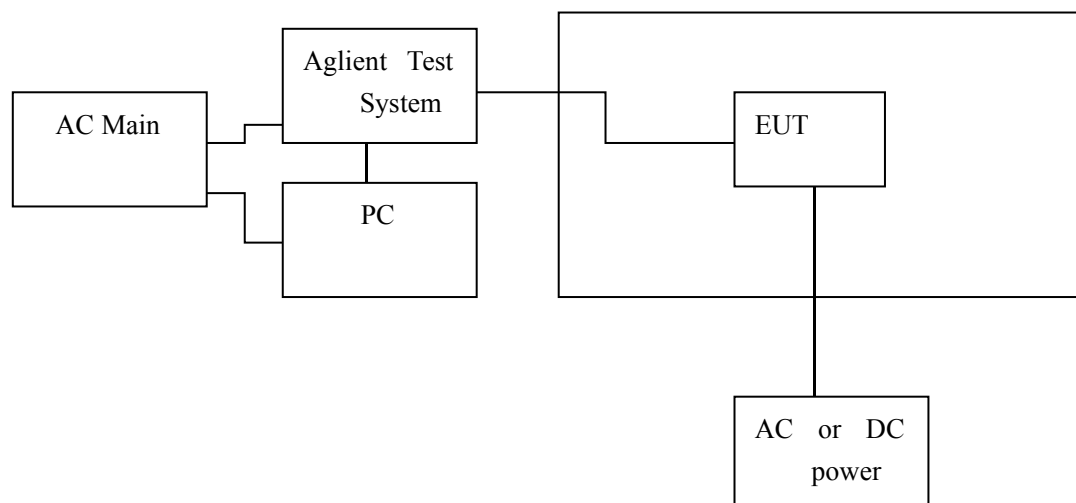 Aglient Test
System
AC Main
EUT
PC
AC or DC
power